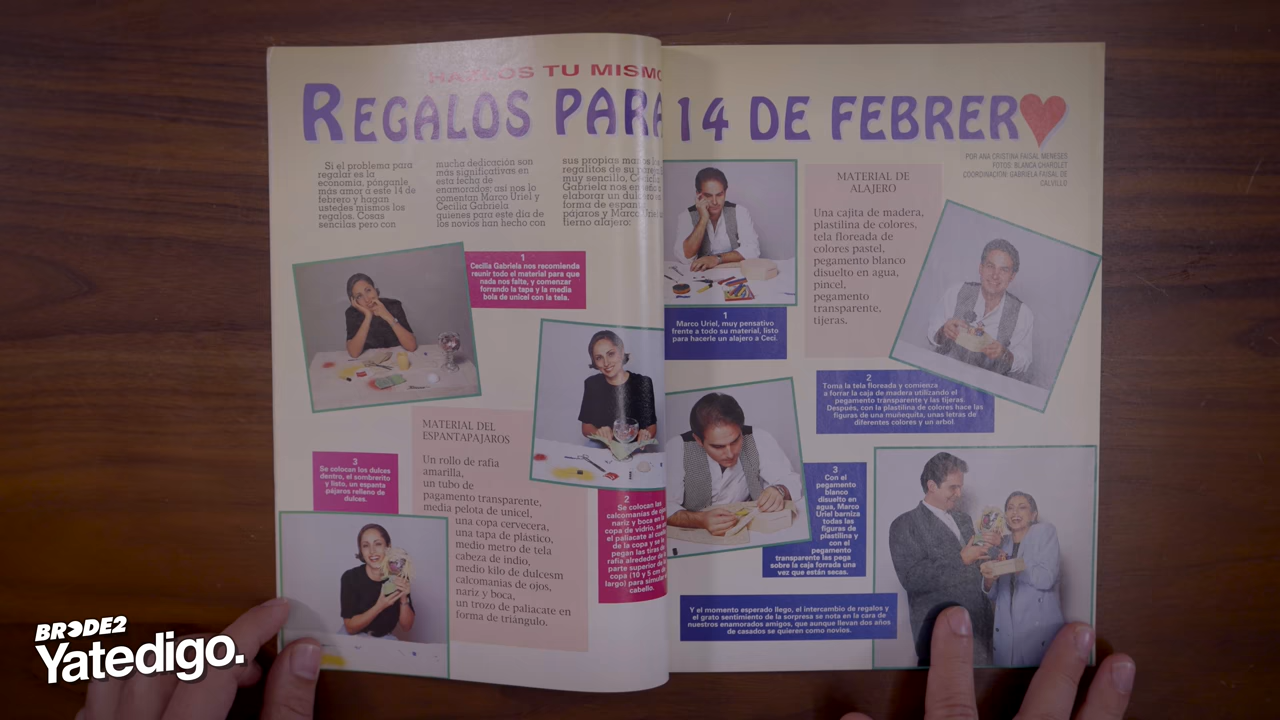 HAZLOS TU MISMO
REGALOS PARA 14 DE FEBRERO
POR ANA CRISTINA FAISAL MENESES
FOTOS: BLANCA CHAROLET
COORDINACIÓN: GABRIELA FAISAL DE
CALVILLO
Si el problema para
regalar es la
economía, pónganle
más amor a este 14 de
febrero y hagan
ustedes mismos los
regalos. Cosas
sencillas pero con
mucha dedicación son
más significativas en
esta fecha de
enamorados; así nos lo
comentan Marco Uriel y
Cecilia Gabriela
quienes para este día de
los novios han hecho con
sus propias manos los
regalitos de su
muy sencillo,
Gabriela nos
elaborar un
forma de
pájaros y Marco Uriel
tierno alajero:
1
Cecilia Gabriela nos recomienda
reunir todo el material para que
nada nos falte, y comenzar
forrando la tapa y la media
bola de unicel con la tela.
MATERIAL DEL
ESPANTAPAJAROS
Un rollo de rafia
amarilla,
un tubo de
pagamento transparente,
media pelota de unicel,
una copa cervecera,
una tapa de plástico,
medio metro de tela
cabeza de indio,
medio kilo de dulcesm
calcomanias de ojos,
nariz y boca,
un trozo de paliacate en
forma de triángulo.
2
Se colocan las
calcomanías de
nariz y boca en la
copa de vidrio, se
el paliacate al
de la copa y se
pegan las tiras de
rafia alrededor de la
parte superior de la
copa (10 y 5 cm de
largo) para simular
cabello.
3
Se colocan los dulces
dentro, el sombrerito
y listo, un espanta
pájaros relleno de
dulces.
1
Marco Uriel, muy pensativo
frente a todo su material, listo
para hacerle un alajero a Ceci.
MATERIAL DE
ALAJERO
Una cajita de madera,
plastilina de colores,
tela floreada de
colores pastel,
pegamento blanco
disuelto en agua,
pincel,
pegamento
transparente,
tijeras.
2
Toma la tela floreada y comienza
a forrar la caja de madera utilizando el
pegamento transparente y las tijeras.
Después, con la plastilina de colores hace las
figuras de una muñequita, unas letras de
diferentes colores y un arbol.
3
Con el
pegamento
blanco
disuelto en
agua, Marco
Uriel barniza
todas las
figuras de
plastilina y
con el
pegamento
transparente las pega
sobre la caja forrada una
vez que están secas.
Y el momento esperado llego, el intercambio de regalos y
el grato sentimiento de la sorpresa se nota en la cara de
nuestros enamorados amigos, que aunque llevan dos años
de casados se quieren como novios.
BRODE2
Yatedigo.